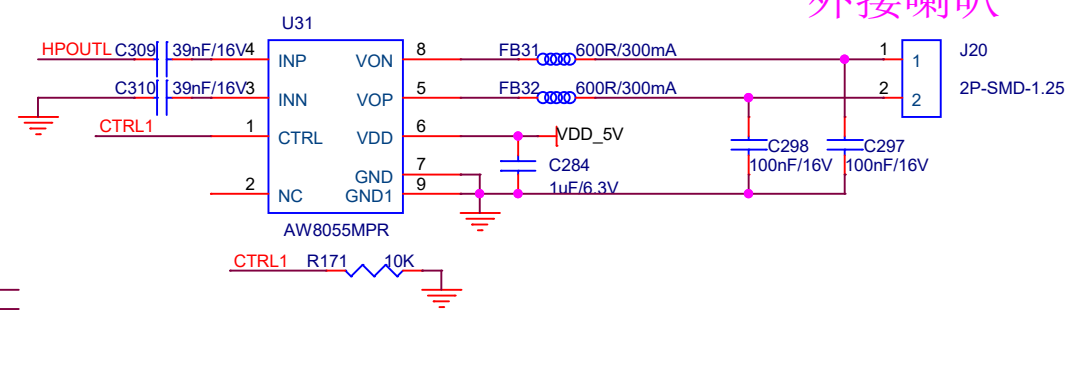 外接喇叭
U31
HPOUTL C309 39nF/16V 4 INP VON 8 FB31 600R/300mA 1 1 J20
C310 39nF/16V 3 INN VOP 5 FB32 600R/300mA 2 2 2P-SMD-1.25
CTRL1 1 CTRL VDD 6 VDD_5V
C298 C297
100nF/16V 100nF/16V
7 C284
GND
2 NC GND1 9 1uF/6.3V
AW8055MPR
CTRL1 R171 10K